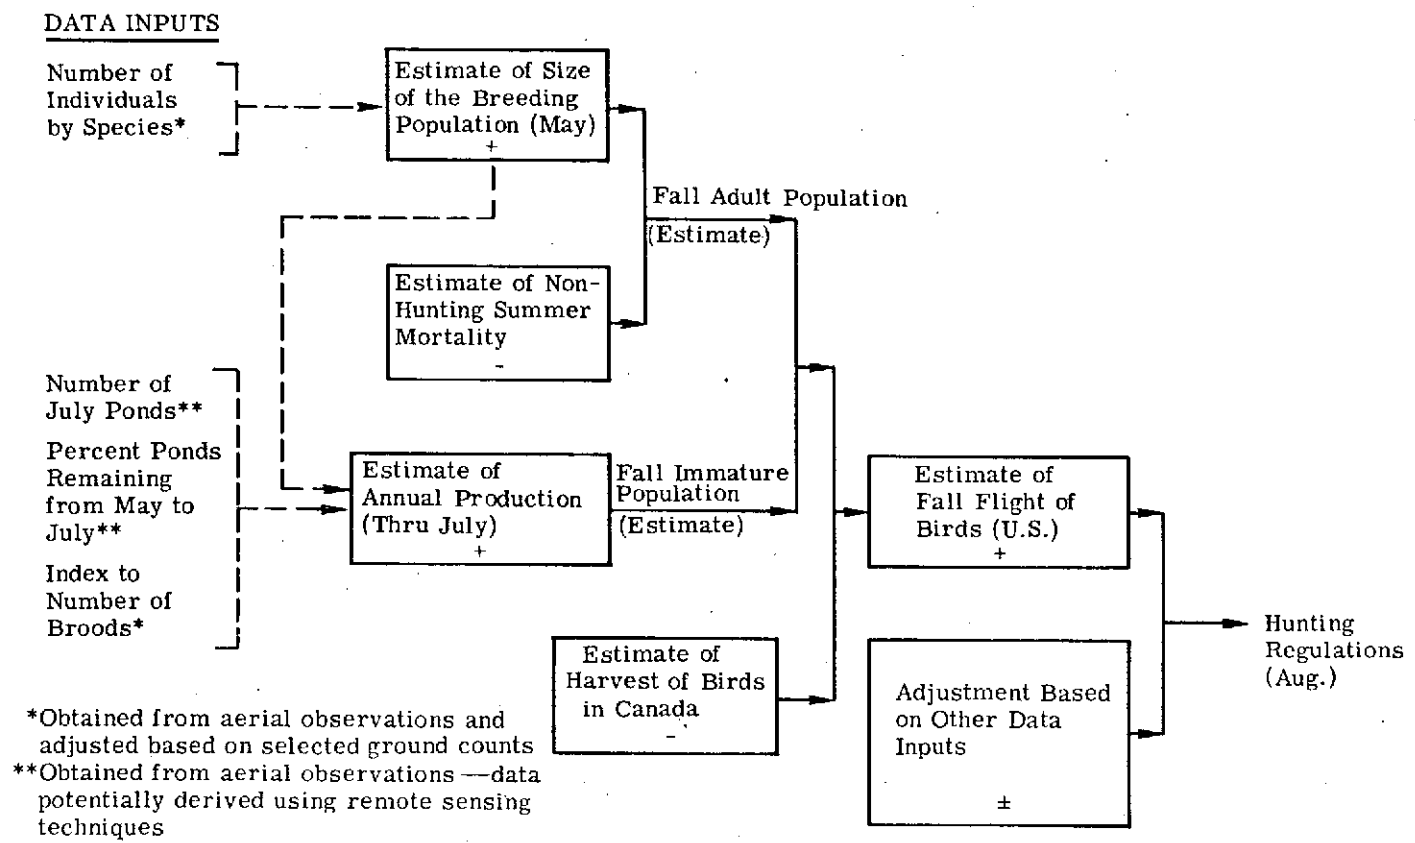 DATA INPUTS
Number of
Individuals
by Species*
Estimate of Size
of the Breeding
Population (May)
+
Fall Adult Population
(Estimate)
Estimate of Non-
Hunting Summer
Mortality
-
Number of
July Ponds**
Percent Ponds
Remaining
from May to
July**
Index to
Number of
Broods*
Estimate of
Annual Production
(Thru July)
+
Fall Immature
Population
(Estimate)
Estimate of
Fall Flight of
Birds (U.S.)
+
Estimate of
Harvest of Birds
in Canada
-
Adjustment Based
on Other Data
Inputs
±
Hunting
Regulations
(Aug.)
*Obtained from aerial observations and
adjusted based on selected ground counts
**Obtained from aerial observations—data
potentially derived using remote sensing
techniques